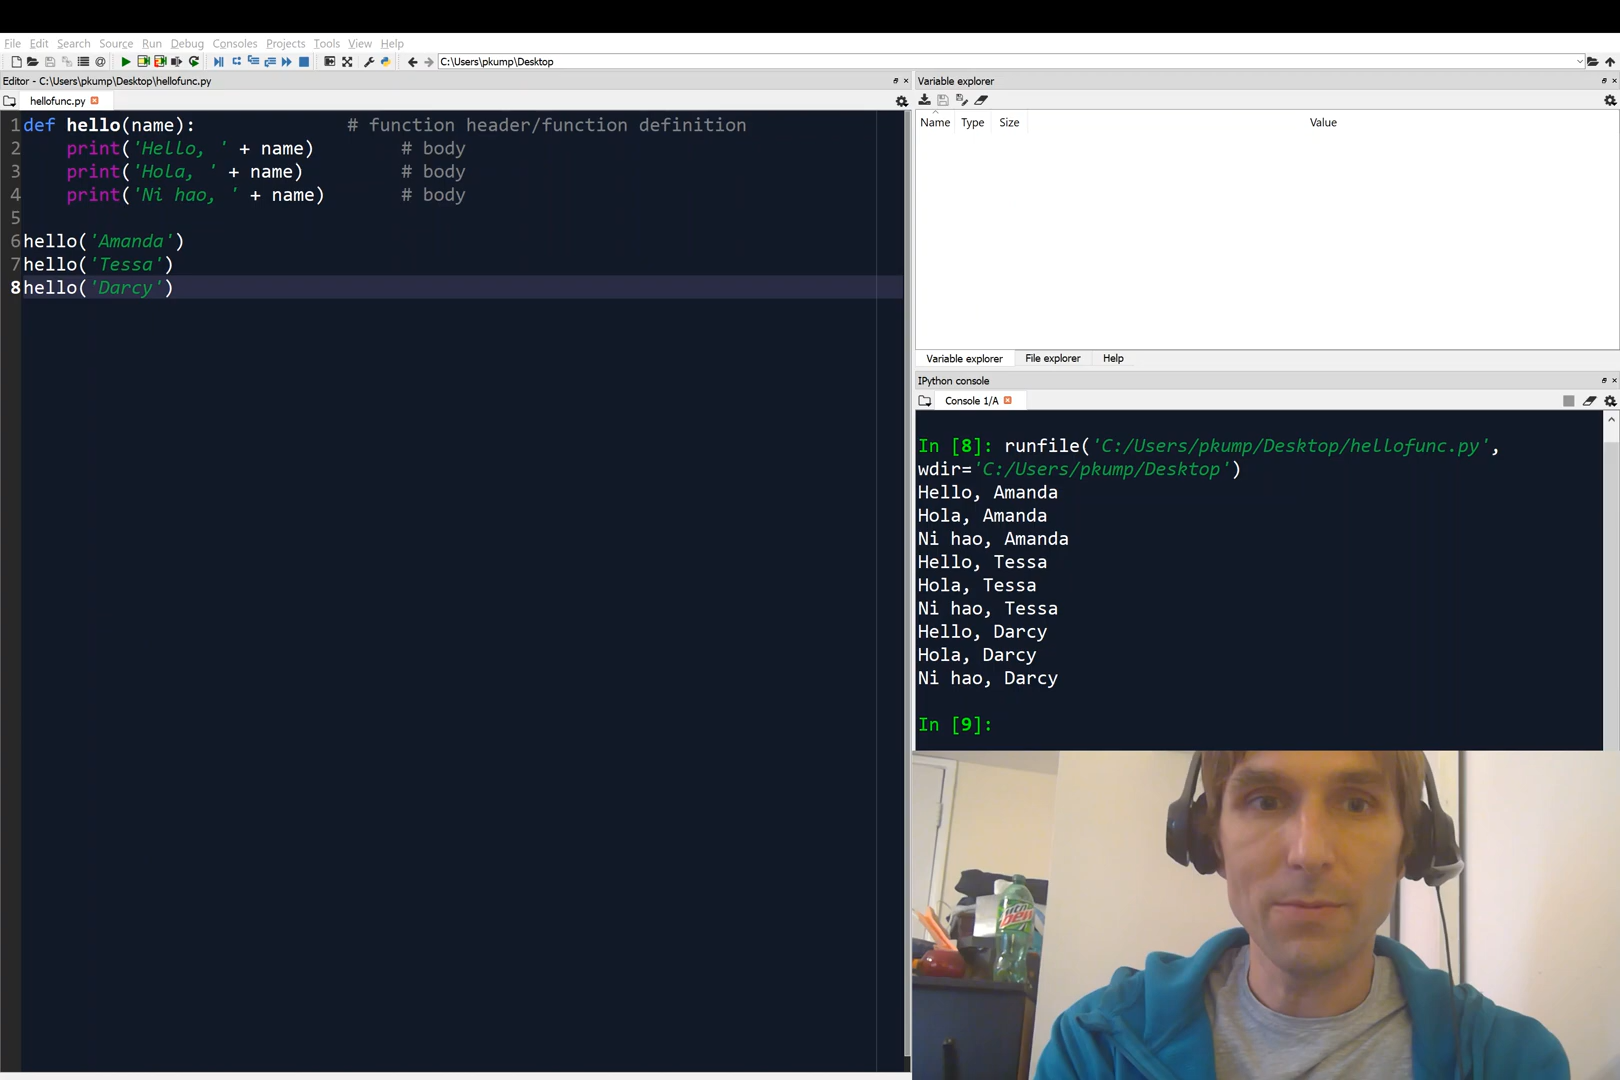 File Edit Search Source Run Debug Consoles Projects Tools View Help
C:\Users\pkump\Desktop
Editor - C:\Users\pkump\Desktop\hellofunc.py
hellofunc.py
1 def hello(name):              # function header/function definition
2     print('Hello, ' + name)        # body
3     print('Hola, ' + name)         # body
4     print('Ni hao, ' + name)       # body
5
6 hello('Amanda')
7 hello('Tessa')
8 hello('Darcy')
Variable explorer
Name Type Size Value
Variable explorer File explorer Help
IPython console
Console 1/A
In [8]: runfile('C:/Users/pkump/Desktop/hellofunc.py',
wdir='C:/Users/pkump/Desktop')
Hello, Amanda
Hola, Amanda
Ni hao, Amanda
Hello, Tessa
Hola, Tessa
Ni hao, Tessa
Hello, Darcy
Hola, Darcy
Ni hao, Darcy
In [9]:
Mtn
Dew